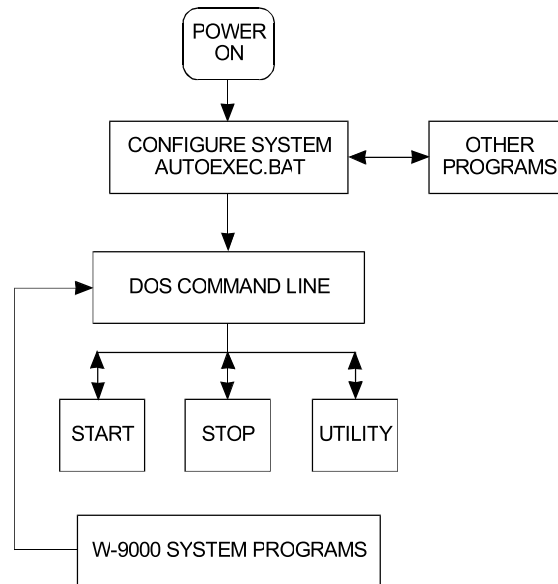 POWER
ON
CONFIGURE SYSTEM
AUTOEXEC.BAT
OTHER
PROGRAMS
DOS COMMAND LINE
START
STOP
UTILITY
W-9000 SYSTEM PROGRAMS